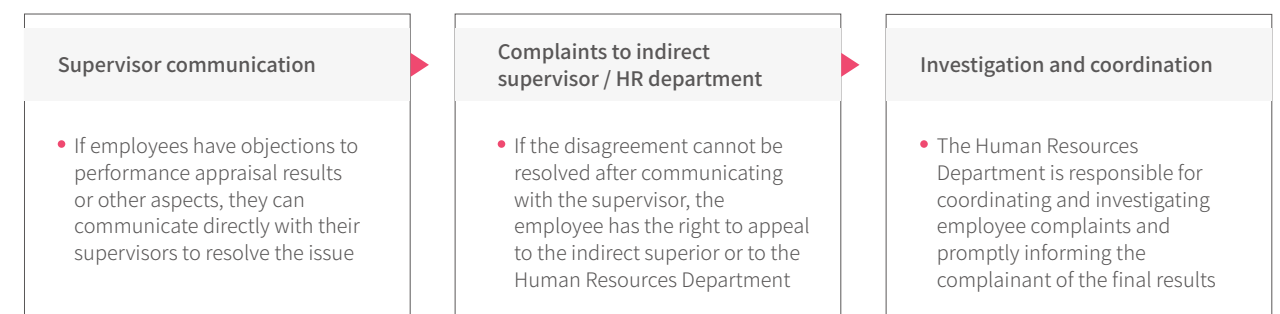 Supervisor communication
• If employees have objections to
performance appraisal results
or other aspects, they can
communicate directly with their
supervisors to resolve the issue
Complaints to indirect
supervisor / HR department
• If the disagreement cannot be
resolved after communicating
with the supervisor, the
employee has the right to appeal
to the indirect superior or to the
Human Resources Department
Investigation and coordination
• The Human Resources
Department is responsible for
coordinating and investigating
employee complaints and
promptly informing the
complainant of the final results